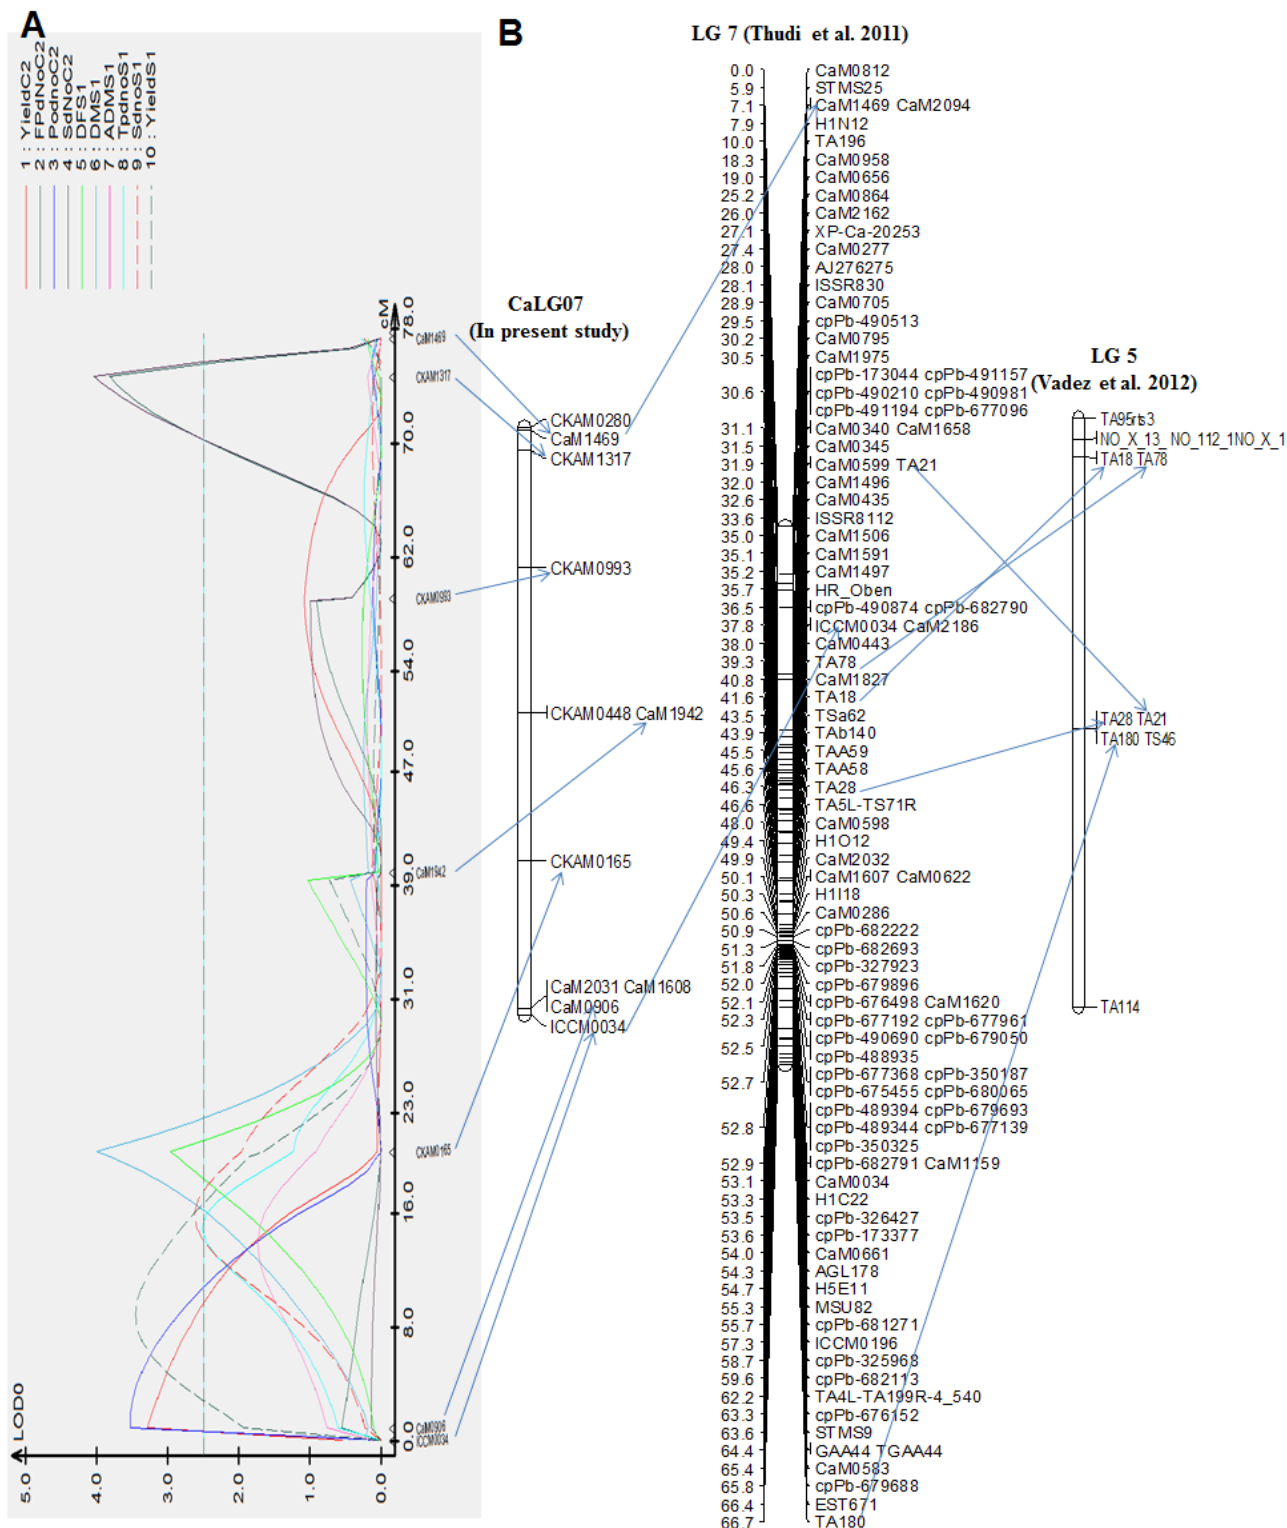 A
1 : YieldC2
2 : FPdNoC2
3 : PodnoC2
4 : SdNoC2
5 : DFS1
6 : DMS1
7 : ADMS1
8 : TpdnoS1
9 : SdnoS1
10 : YieldS1
cM
78.0
70.0
62.0
54.0
47.0
39.0
31.0
23.0
16.0
8.0
0.0
CaM1469
CKAM1317
CKAM0993
CaM1942
CKAM0165
CaM0906
ICCM0034
LOD0
5.0
4.0
3.0
2.0
1.0
0.0
B
CaLG07
(In present study)
CKAM0280
CaM1469
CKAM1317
CKAM0993
CKAM0448 CaM1942
CKAM0165
CaM2031 CaM1608
CaM0906
ICCM0034
LG 7 (Thudi et al. 2011)
0.0 CaM0812
5.9 STMS25
7.1 CaM1469 CaM2094
7.9 H1N12
10.0 TA196
18.3 CaM0958
19.0 CaM0656
25.2 CaM0864
26.0 CaM2162
27.1 XP-Ca-20253
27.4 CaM0277
28.0 AJ276275
28.1 ISSR830
28.9 CaM0705
29.5 cpPb-490513
30.2 CaM0795
30.5 CaM1975
cpPb-173044 cpPb-491157
30.6 cpPb-490210 cpPb-490981
cpPb-491194 cpPb-677096
31.1 CaM0340 CaM1658
31.5 CaM0345
31.9 CaM0599 TA21
32.0 CaM1496
32.6 CaM0435
33.6 ISSR8112
35.0 CaM1506
35.1 CaM1591
35.2 CaM1497
35.7 HR_Oben
36.5 cpPb-490874 cpPb-682790
37.8 ICCM0034 CaM2186
38.0 CaM0443
39.3 TA78
40.8 CaM1827
41.6 TA18
43.5 TSa62
43.9 TAb140
45.5 TAA59
45.6 TAA58
46.3 TA28
46.6 TA5L-TS71R
48.0 CaM0598
49.4 H1O12
49.9 CaM2032
50.1 CaM1607 CaM0622
50.3 H1I18
50.6 CaM0286
50.9 cpPb-682222
51.3 cpPb-682693
51.8 cpPb-327923
52.0 cpPb-679896
52.1 cpPb-676498 CaM1620
52.3 cpPb-677192 cpPb-677961
52.5 cpPb-490690 cpPb-679050
cpPb-488935
52.7 cpPb-677368 cpPb-350187
cpPb-675455 cpPb-680065
cpPb-489394 cpPb-679693
52.8 cpPb-489344 cpPb-677139
cpPb-350325
52.9 cpPb-682791 CaM1159
53.1 CaM0034
53.3 H1C22
53.5 cpPb-326427
53.6 cpPb-173377
54.0 CaM0661
54.3 AGL178
54.7 H5E11
55.3 MSU82
55.7 cpPb-681271
57.3 ICCM0196
58.7 cpPb-325968
59.6 cpPb-682113
62.2 TA4L-TA199R-4_540
63.3 cpPb-676152
63.6 STMS9
64.4 GAA44 TGAA44
65.4 CaM0583
65.8 cpPb-679688
66.4 EST671
66.7 TA180
LG 5
(Vadez et al. 2012)
TA95rts3
NO_X_13_ NO_112_1NO_X_1
TA18 TA78
TA28 TA21
TA180 TS46
TA114